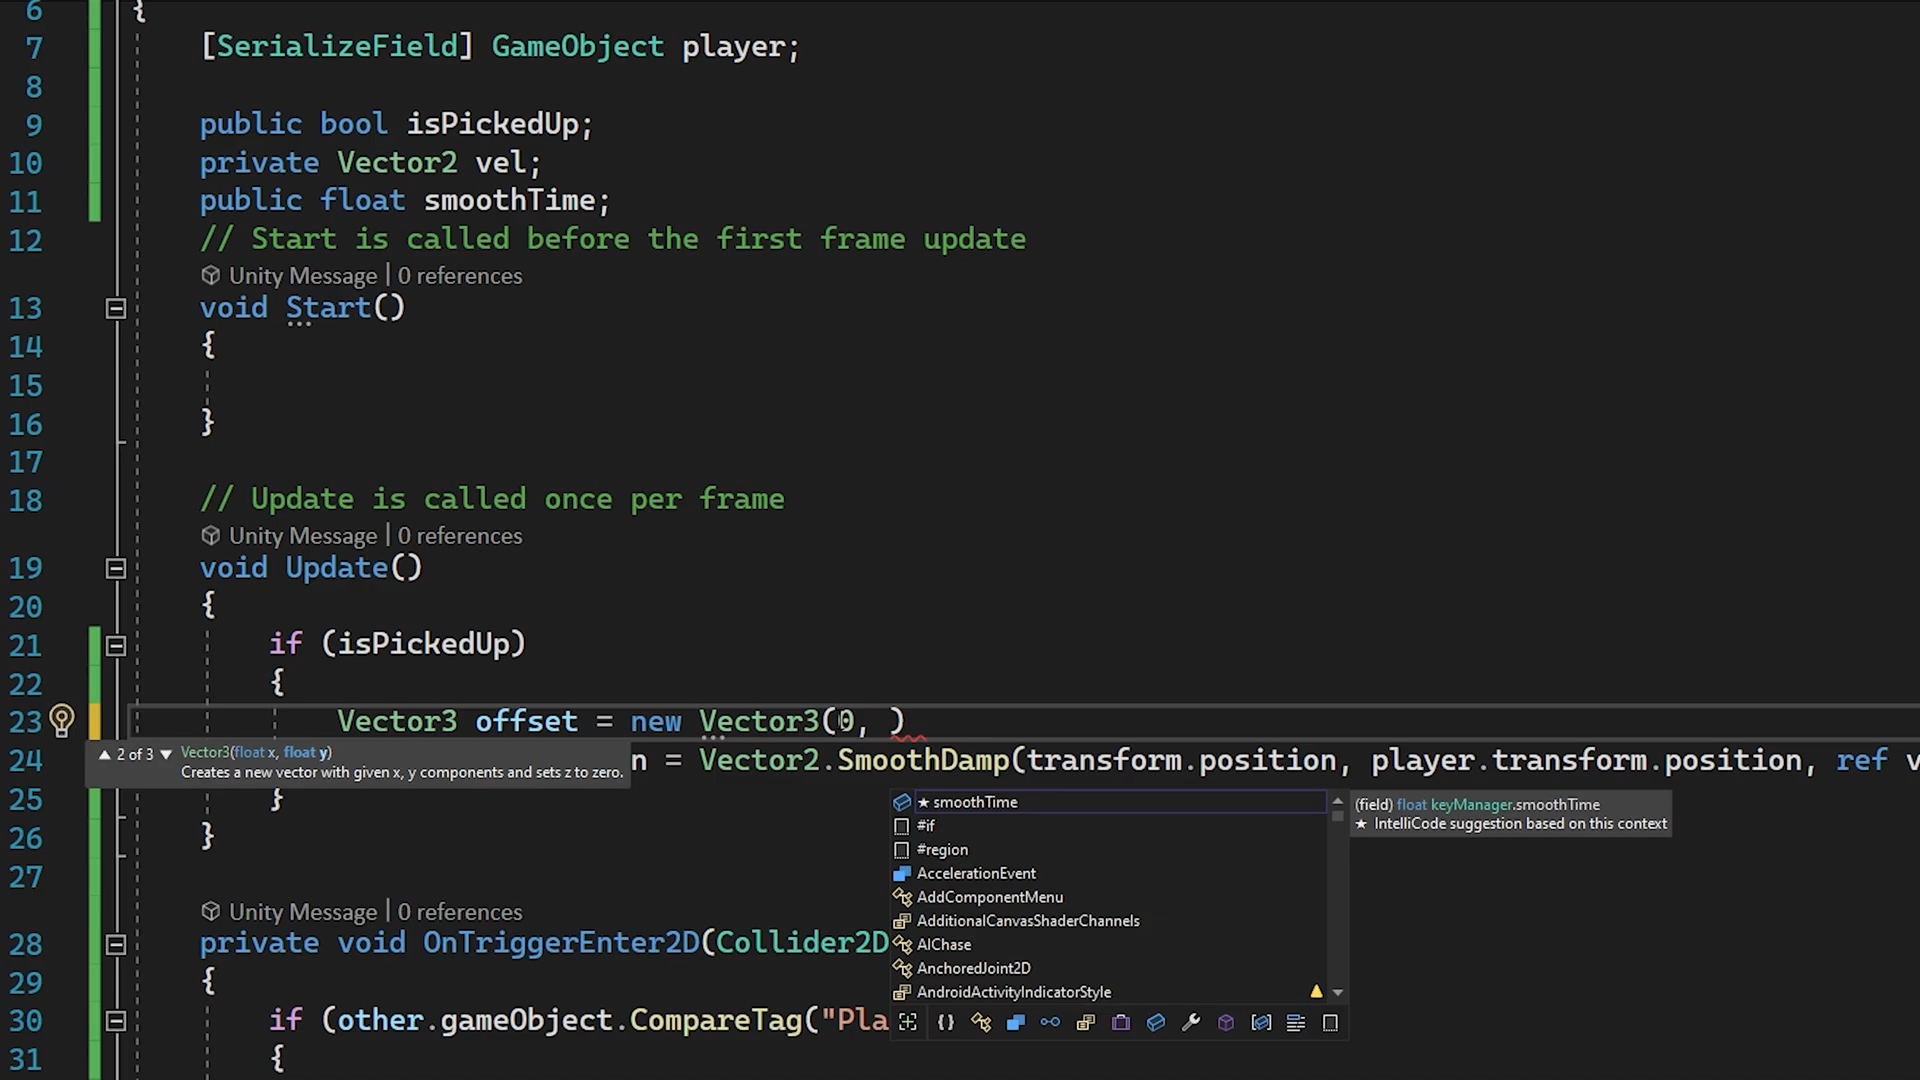 6 {
7 [SerializeField] GameObject player;
8
9 public bool isPickedUp;
10 private Vector2 vel;
11 public float smoothTime;
12 // Start is called before the first frame update
Unity Message | 0 references
13 void Start()
14 {
15
16 }
17
18 // Update is called once per frame
Unity Message | 0 references
19 void Update()
20 {
21 if (isPickedUp)
22 {
23 Vector3 offset = new Vector3(0, )
▲ 2 of 3 ▼ Vector3(float x, float y)
Creates a new vector with given x, y components and sets z to zero.
24 n = Vector2.SmoothDamp(transform.position, player.transform.position, ref v
25 }
26 }
27
Unity Message | 0 references
28 private void OnTriggerEnter2D(Collider2D
29 {
30 if (other.gameObject.CompareTag("Pla
31 {
★ smoothTime
#if
#region
AccelerationEvent
AddComponentMenu
AdditionalCanvasShaderChannels
AIChase
AnchoredJoint2D
AndroidActivityIndicatorStyle
(field) float keyManager.smoothTime
★ IntelliCode suggestion based on this context